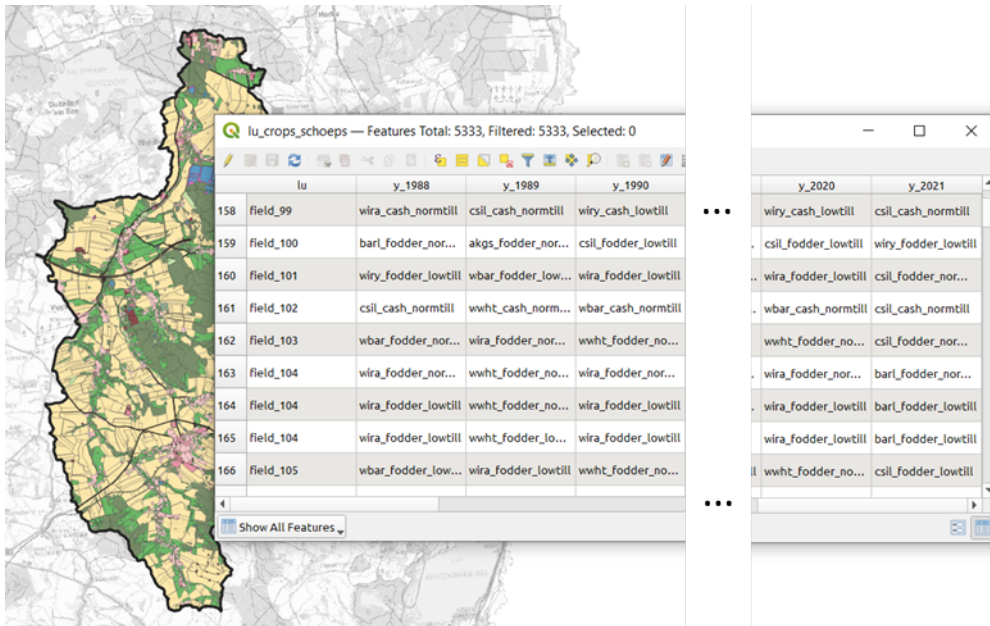 lu_crops_schoeps — Features Total: 5333, Filtered: 5333, Selected: 0
lu y_1988 y_1989 y_1990 y_2020 y_2021
158 field_99 wira_cash_normtill csil_cash_normtill wiry_cash_lowtill ... wiry_cash_lowtill csil_cash_normtill
159 field_100 barl_fodder_nor... akgs_fodder_nor... csil_fodder_lowtill . csil_fodder_lowtill wiry_fodder_lowtill
160 field_101 wiry_fodder_lowtill wbar_fodder_low... wira_fodder_lowtill . wira_fodder_lowtill csil_fodder_nor...
161 field_102 csil_cash_normtill wwht_cash_norm... wbar_cash_normtill . wbar_cash_normtill csil_cash_normtill
162 field_103 wbar_fodder_nor... wira_fodder_nor... wwht_fodder_no... wwht_fodder_no... csil_fodder_nor...
163 field_104 wira_fodder_nor... wwht_fodder_no... wira_fodder_nor... . wira_fodder_nor... barl_fodder_nor...
164 field_104 wira_fodder_lowtill wwht_fodder_no... wira_fodder_lowtill . wira_fodder_lowtill barl_fodder_lowtill
165 field_104 wira_fodder_lowtill wwht_fodder_lo... wira_fodder_lowtill wira_fodder_lowtill barl_fodder_lowtill
166 field_105 wbar_fodder_low... wira_fodder_lowtill wwht_fodder_no... ll wwht_fodder_no... csil_fodder_lowtill
...
Show All Features